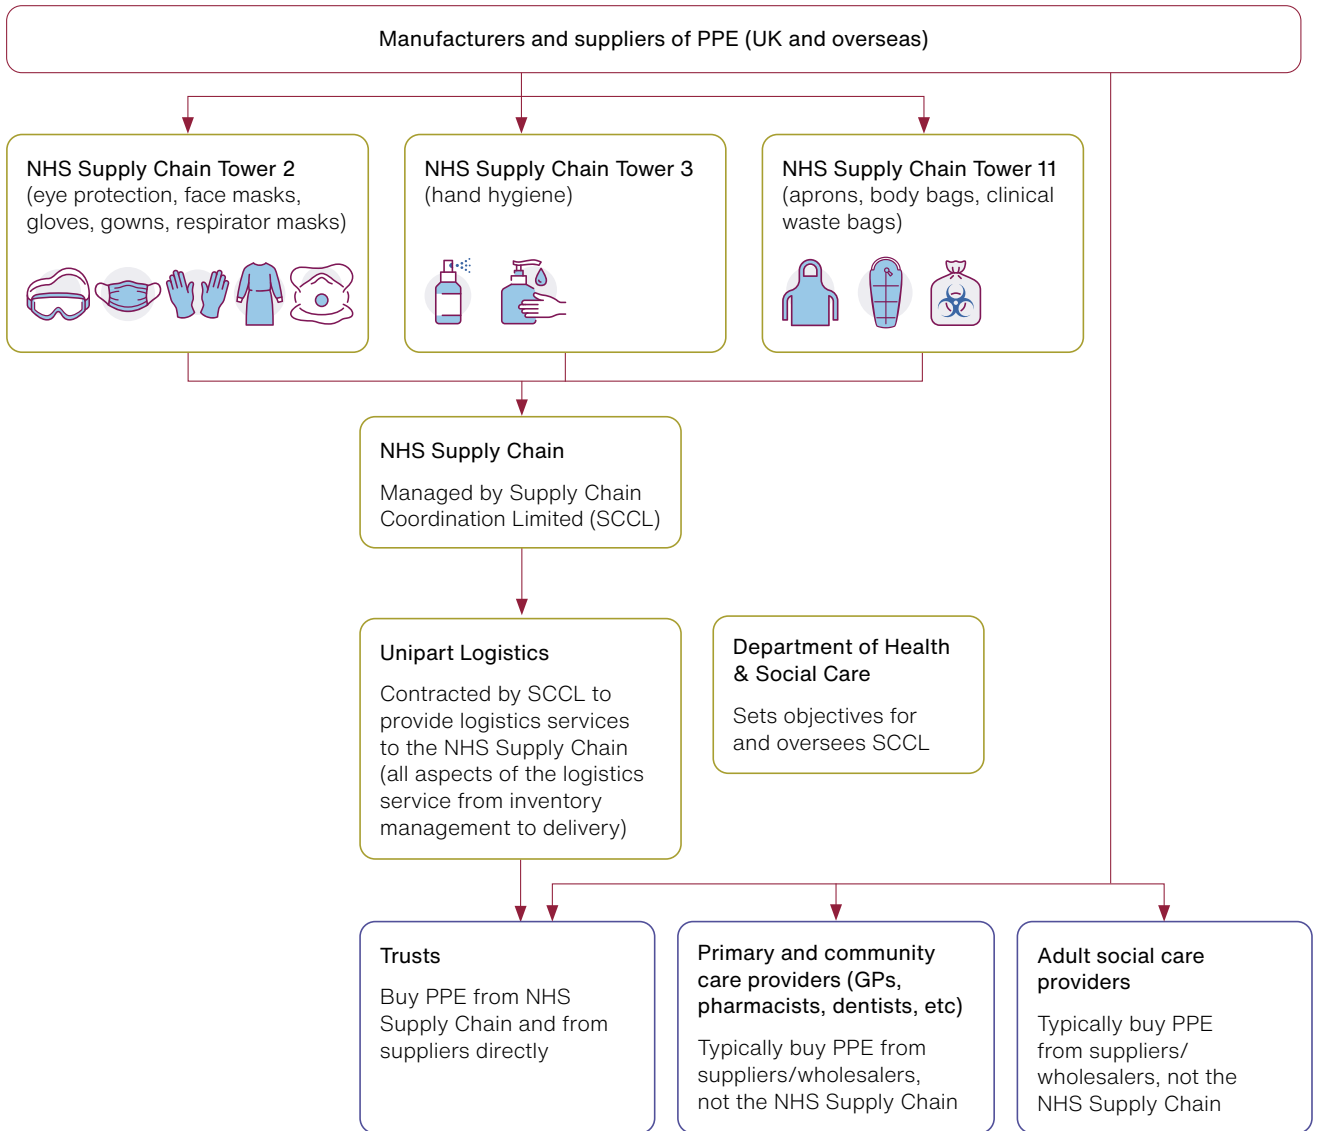 Manufacturers and suppliers of PPE (UK and overseas)
NHS Supply Chain Tower 2
(eye protection, face masks,
gloves, gowns, respirator masks)
NHS Supply Chain Tower 3
(hand hygiene)
NHS Supply Chain Tower 11
(aprons, body bags, clinical
waste bags)
NHS Supply Chain
Managed by Supply Chain
Coordination Limited (SCCL)
Unipart Logistics
Contracted by SCCL to
provide logistics services
to the NHS Supply Chain
(all aspects of the logistics
service from inventory
management to delivery)
Department of Health
& Social Care
Sets objectives for
and oversees SCCL
Trusts
Buy PPE from NHS
Supply Chain and from
suppliers directly
Primary and community
care providers (GPs,
pharmacists, dentists, etc)
Typically buy PPE from
suppliers/wholesalers,
not the NHS Supply Chain
Adult social care
providers
Typically buy PPE
from suppliers/
wholesalers, not the
NHS Supply Chain